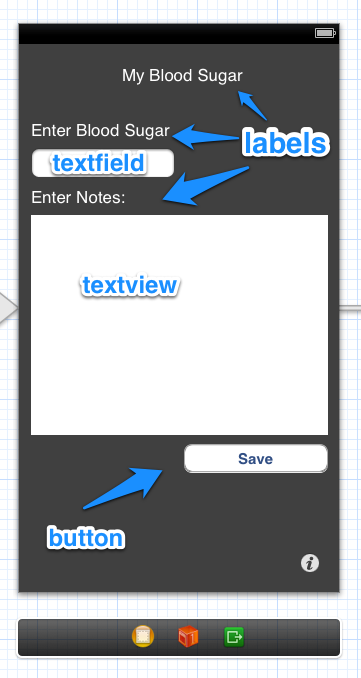 My Blood Sugar
Enter Blood Sugar
labels
textfield
Enter Notes:
textview
Save
button
i